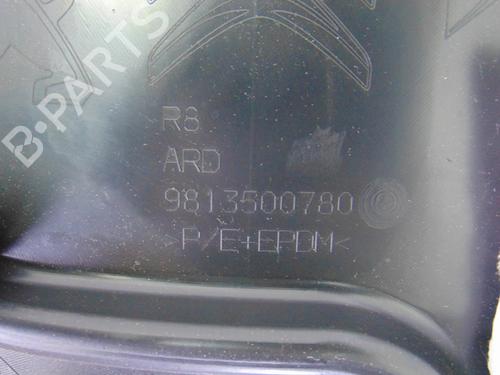 B-PARTS
R8
ARD
9813500780
>P/E+EPDM<